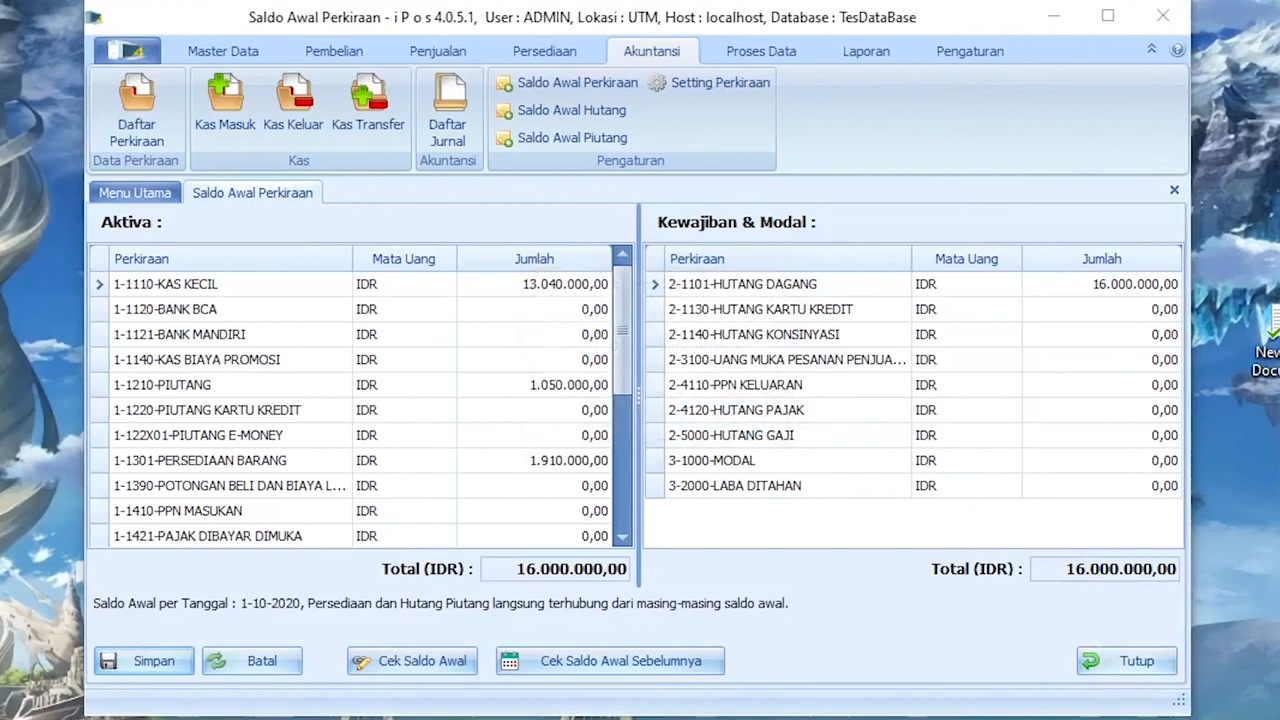 Saldo Awal Perkiraan - i P o s 4.0.5.1, User : ADMIN, Lokasi : UTM, Host : localhost, Database : TesDataBase
Master Data Pembelian Penjualan Persediaan Akuntansi Proses Data Laporan Pengaturan
Daftar Perkiraan
Kas Masuk Kas Keluar Kas Transfer
Daftar Jurnal
Saldo Awal Perkiraan Setting Perkiraan
Saldo Awal Hutang
Saldo Awal Piutang
Data Perkiraan Kas Akuntansi Pengaturan
Menu Utama Saldo Awal Perkiraan
Aktiva :
Perkiraan Mata Uang Jumlah
1-1110-KAS KECIL IDR 13.040.000,00
1-1120-BANK BCA IDR 0,00
1-1121-BANK MANDIRI IDR 0,00
1-1140-KAS BIAYA PROMOSI IDR 0,00
1-1210-PIUTANG IDR 1.050.000,00
1-1220-PIUTANG KARTU KREDIT IDR 0,00
1-122X01-PIUTANG E-MONEY IDR 0,00
1-1301-PERSEDIAAN BARANG IDR 1.910.000,00
1-1390-POTONGAN BELI DAN BIAYA L... IDR 0,00
1-1410-PPN MASUKAN IDR 0,00
1-1421-PAJAK DIBAYAR DIMUKA IDR 0,00
Total (IDR) : 16.000.000,00
Kewajiban & Modal :
Perkiraan Mata Uang Jumlah
2-1101-HUTANG DAGANG IDR 16.000.000,00
2-1130-HUTANG KARTU KREDIT IDR 0,00
2-1140-HUTANG KONSINYASI IDR 0,00
2-3100-UANG MUKA PESANAN PENJUA... IDR 0,00
2-4110-PPN KELUARAN IDR 0,00
2-4120-HUTANG PAJAK IDR 0,00
2-5000-HUTANG GAJI IDR 0,00
3-1000-MODAL IDR 0,00
3-2000-LABA DITAHAN IDR 0,00
Total (IDR) : 16.000.000,00
Saldo Awal per Tanggal : 1-10-2020, Persediaan dan Hutang Piutang langsung terhubung dari masing-masing saldo awal.
Simpan Batal Cek Saldo Awal Cek Saldo Awal Sebelumnya Tutup
New
Docu